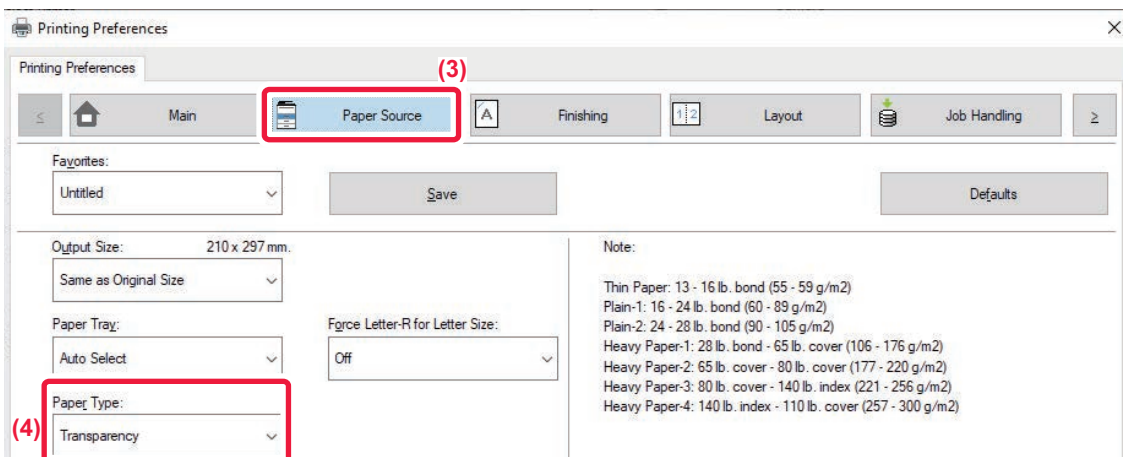 Printing Preferences
Printing Preferences
(3)
< Main Paper Source Finishing 1 2 Layout Job Handling >
Favorites:
Untitled Save Defaults
Output Size: 210 x 297 mm.
Same as Original Size
Paper Tray: Force Letter-R for Letter Size:
Auto Select Off
(4)
Paper Type:
Transparency
Note:
Thin Paper: 13 - 16 lb. bond (55 - 59 g/m2)
Plain-1: 16 - 24 lb. bond (60 - 89 g/m2)
Plain-2: 24 - 28 lb. bond (90 - 105 g/m2)
Heavy Paper-1: 28 lb. bond - 65 lb. cover (106 - 176 g/m2)
Heavy Paper-2: 65 lb. cover - 80 lb. cover (177 - 220 g/m2)
Heavy Paper-3: 80 lb. cover - 140 lb. index (221 - 256 g/m2)
Heavy Paper-4: 140 lb. index - 110 lb. cover (257 - 300 g/m2)